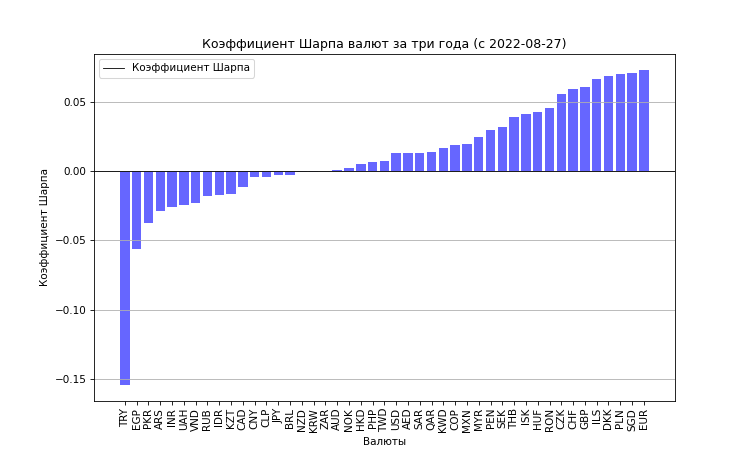 Коэффициент Шарпа валют за три года (с 2022-08-27)
Коэффициент Шарпа
0.05
0.00
−0.05
−0.10
−0.15
Коэффициент Шарпа
TRY EGP PKR ARS INR UAH VND RUB IDR KZT CAD CNY CLP JPY BRL NZD KRW ZAR AUD NOK HKD PHP TWD USD AED SAR QAR KWD COP MXN MYR PEN SEK THB ISK HUF RON CZK CHF GBP ILS DKK PLN SGD EUR
Валюты